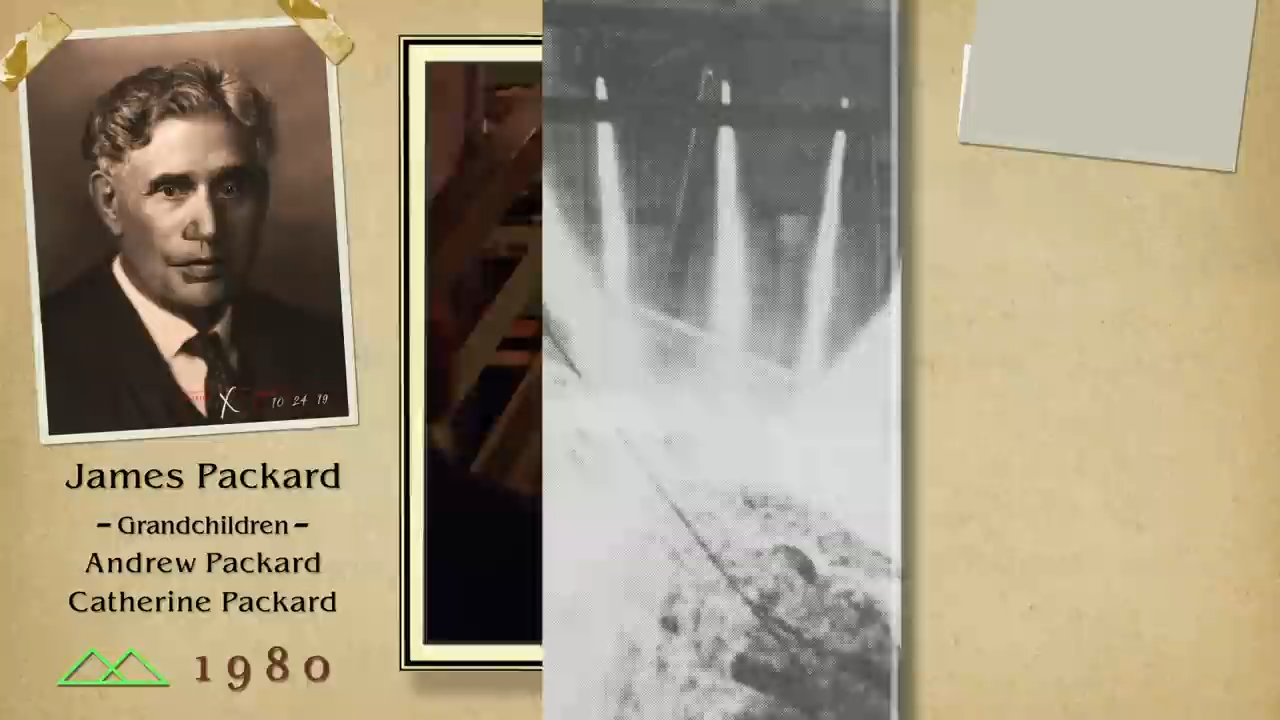 X 10 24 19
James Packard
- Grandchildren -
Andrew Packard
Catherine Packard
1980